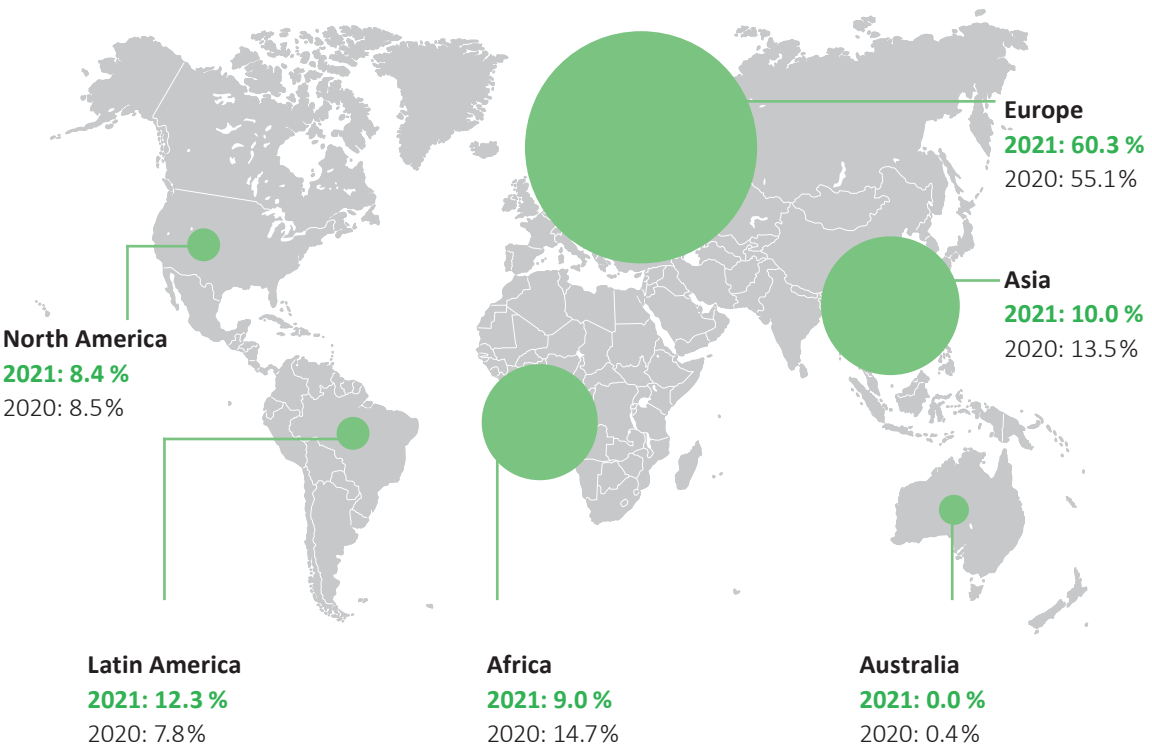 Europe
2021: 60.3 %
2020: 55.1%
Asia
2021: 10.0 %
2020: 13.5%
North America
2021: 8.4 %
2020: 8.5%
Latin America
2021: 12.3 %
2020: 7.8%
Africa
2021: 9.0 %
2020: 14.7%
Australia
2021: 0.0 %
2020: 0.4%